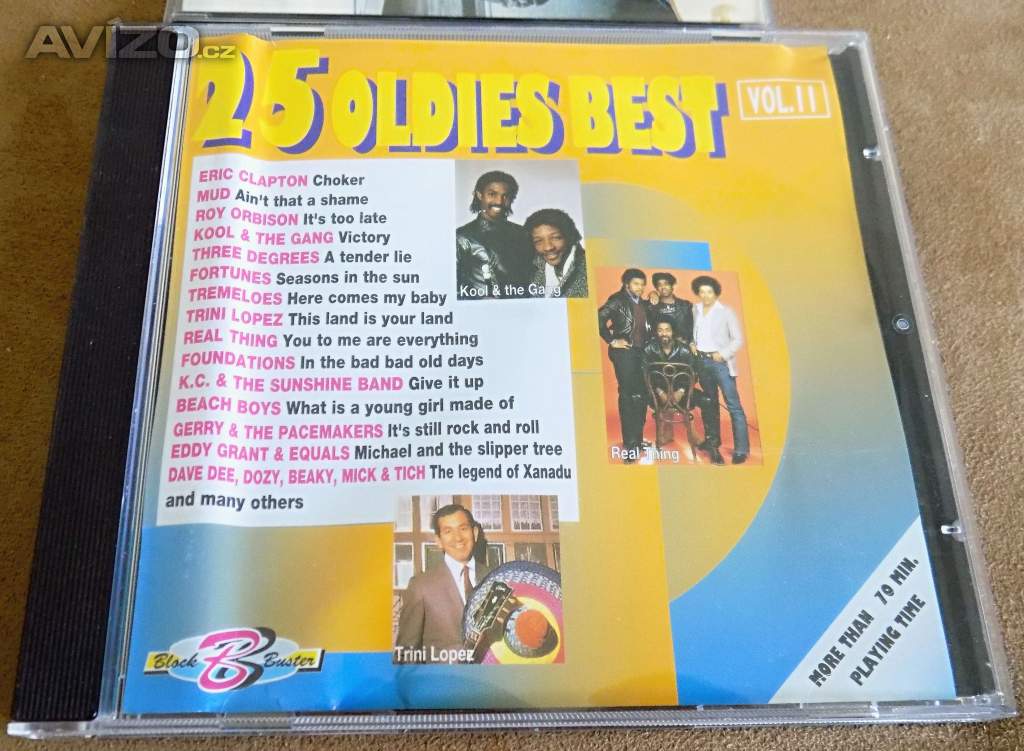 AVÍZO.cz
25 OLDIES BEST
VOL.11
ERIC CLAPTON Choker
MUD Ain't that a shame
ROY ORBISON It's too late
KOOL & THE GANG Victory
THREE DEGREES A tender lie
FORTUNES Seasons in the sun
TREMELOES Here comes my baby
TRINI LOPEZ This land is your land
REAL THING You to me are everything
FOUNDATIONS In the bad bad old days
K.C. & THE SUNSHINE BAND Give it up
BEACH BOYS What is a young girl made of
GERRY & THE PACEMAKERS It's still rock and roll
EDDY GRANT & EQUALS Michael and the slipper tree
DAVE DEE, DOZY, BEAKY, MICK & TICH The legend of Xanadu
and many others
Kool & the Gang
Real Thing
Trini Lopez
Block B Buster
MORE THAN 79 MIN.
PLAYING TIME